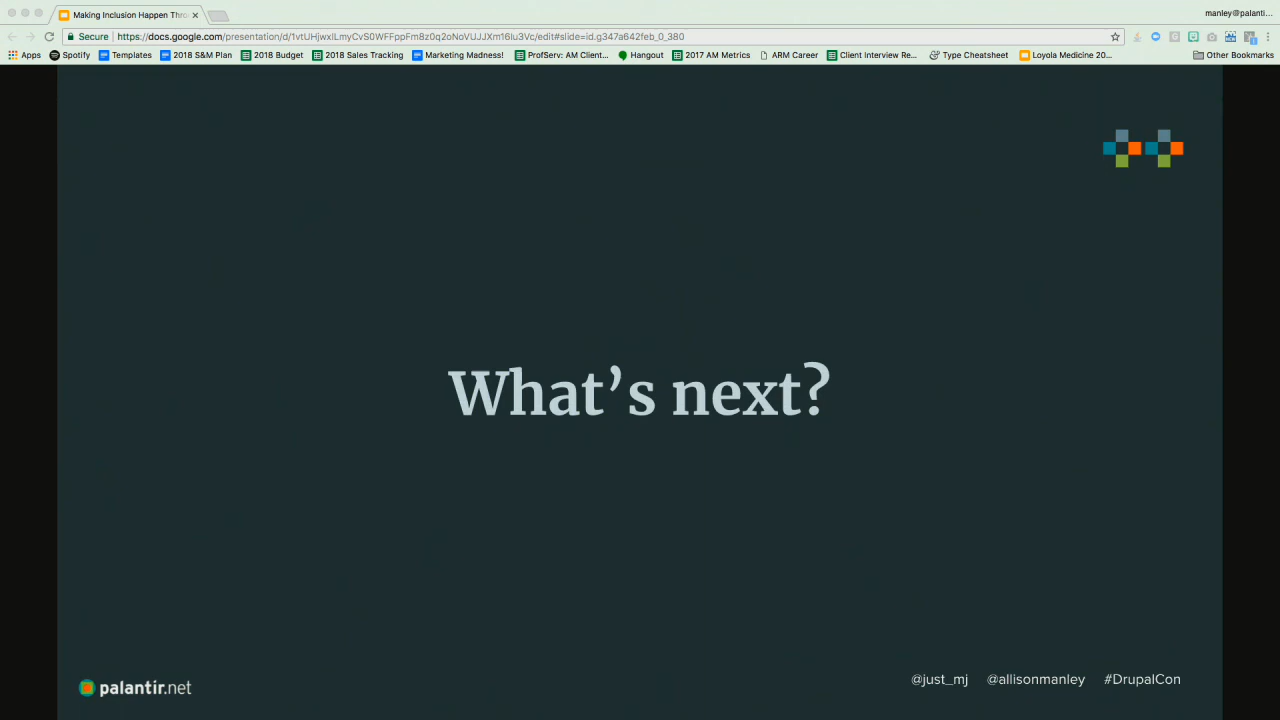 Making Inclusion Happen Thro
manley@palanti...
Secure
https://docs.google.com/presentation/d/1vtUHjwxILmyCvS0WFFppFm8z0q2oNoVUJJXm16Iu3Vc/edit#slide=id.g347a642feb_0_380
Apps Spotify Templates 2018 S&M Plan 2018 Budget 2018 Sales Tracking Marketing Madness! ProfServ: AM Client... Hangout 2017 AM Metrics ARM Career Client Interview Re... Type Cheatsheet Loyola Medicine 20... Other Bookmarks
What's next?
palantir.net
@just_mj @allisonmanley #DrupalCon